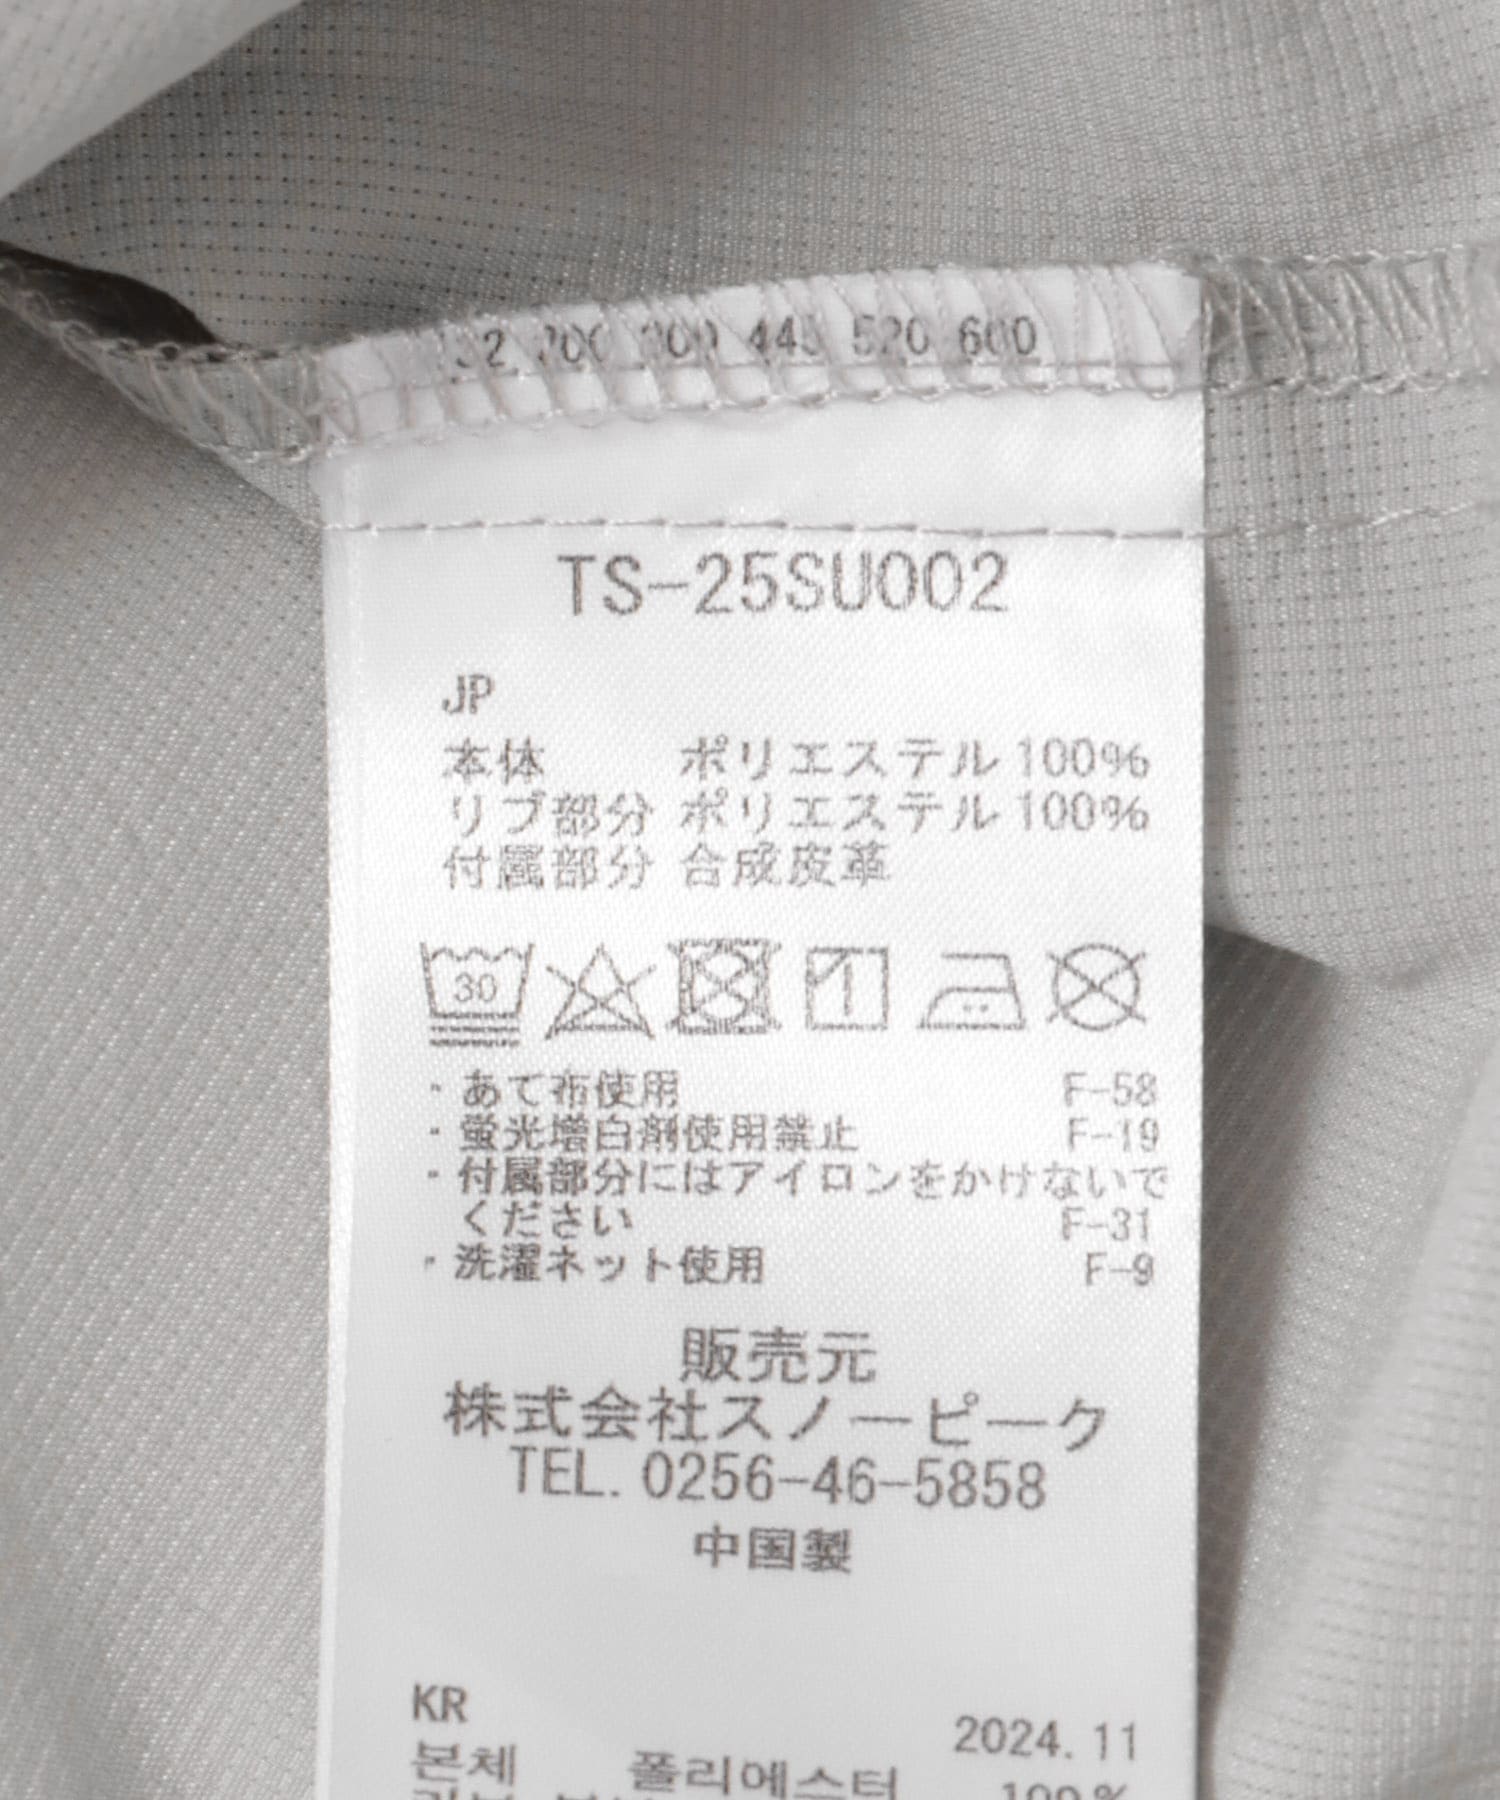 520 600
TS-25SU002
JP
本体 ポリエステル 100%
リブ部分 ポリエステル 100%
付属部分 合成皮革
30
・あて布使用 F-58
・蛍光増白剤使用禁止 F-19
・付属部分にはアイロンをかけないで
ください F-31
・洗濯ネット使用 F-9
販売元
株式会社スノーピーク
TEL. 0256-46-5858
中国製
KR
2024.11
본체 폴리에스터 100%